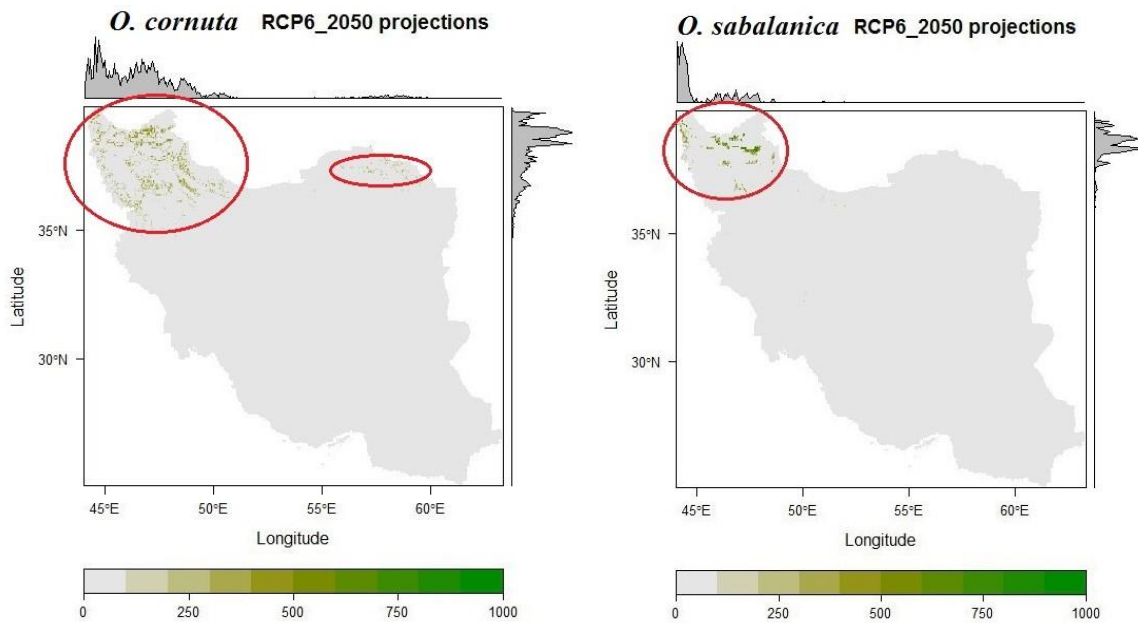 O. cornuta RCP6_2050 projections
35°N
30°N
Latitude
45°E 50°E 55°E 60°E
Longitude
0 250 500 750 1000
O. sabalanica RCP6_2050 projections
35°N
30°N
Latitude
45°E 50°E 55°E 60°E
Longitude
0 250 500 750 1000